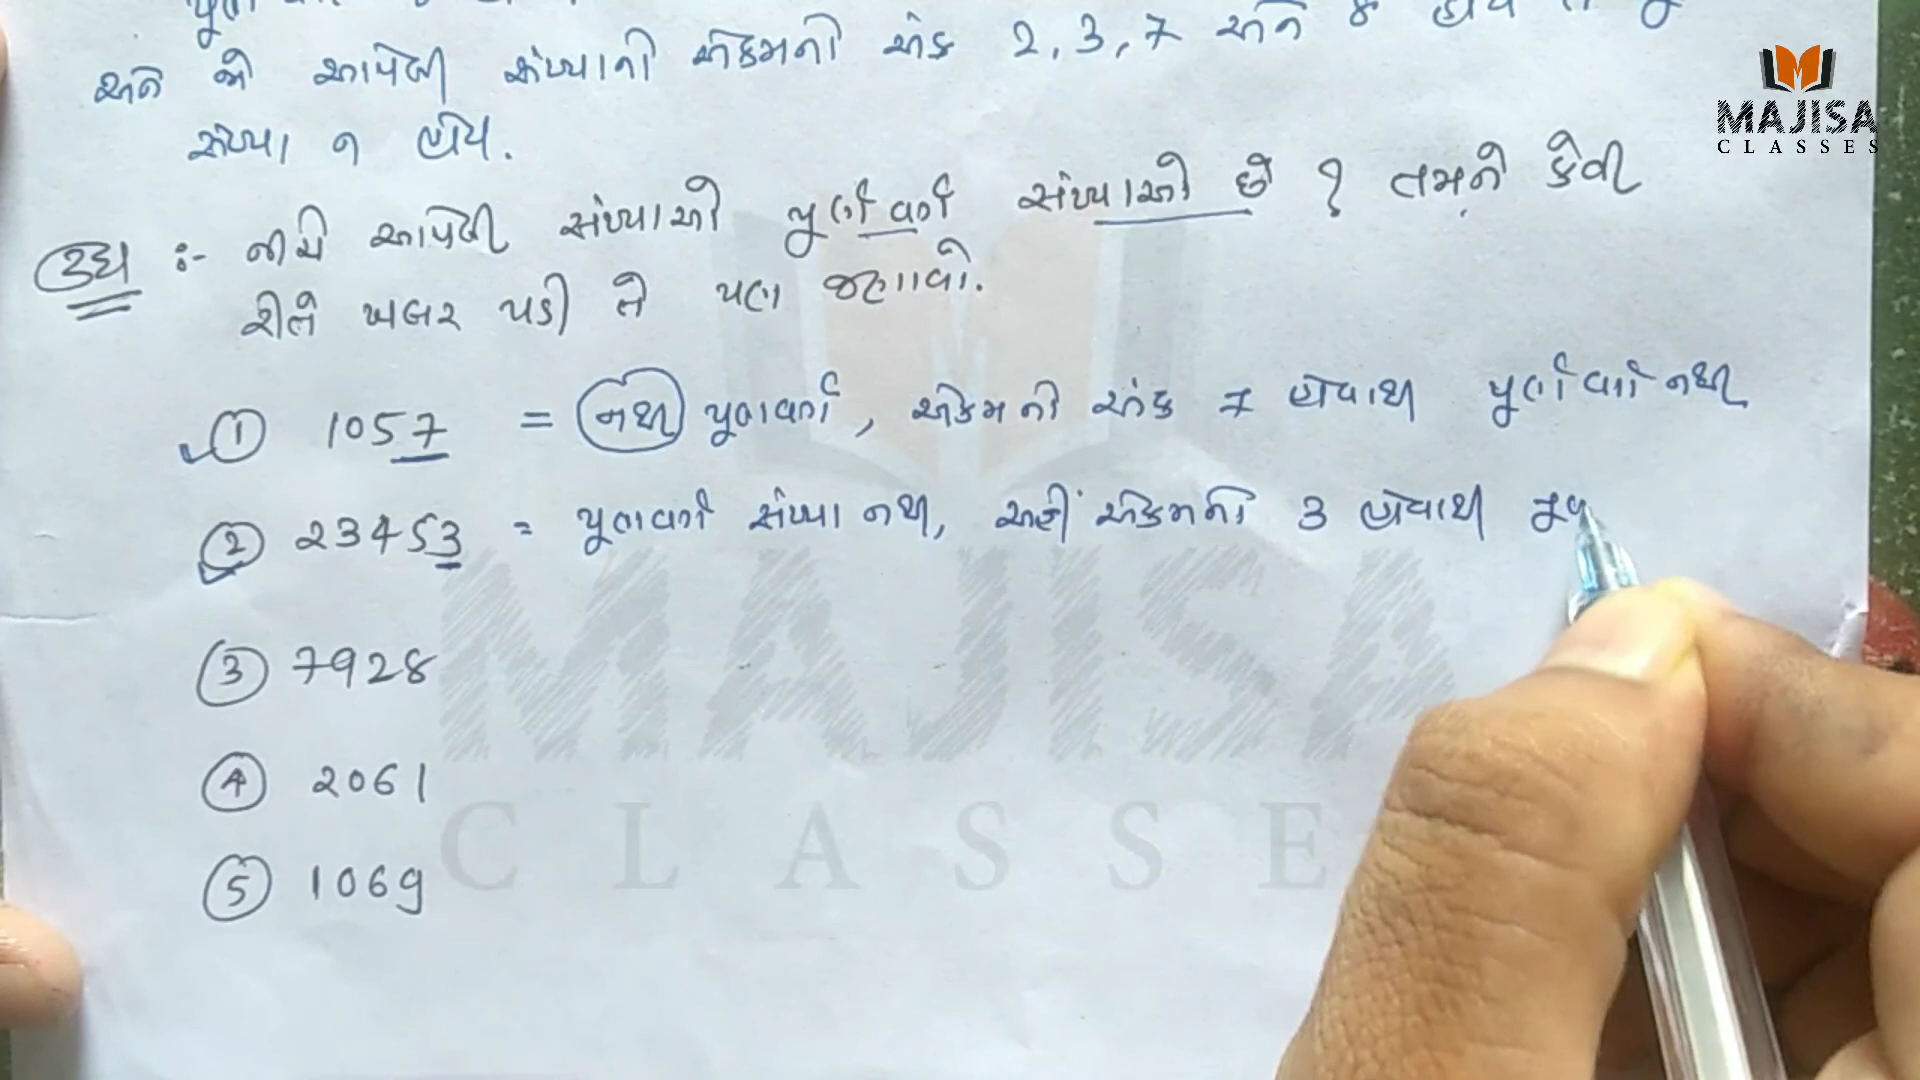 અને જો આપેલી સંખ્યાની એકમનો અંક 2, 3, 7 અને 8 હોય તો
સંખ્યા ન હોય.
ઉદા :- નીચે આપેલી સંખ્યાઓ પૂર્ણવર્ગ સંખ્યાઓ છે ? તમને કેવી
રીતે ખબર પડી તે પણ જણાવો.
① 1057 = નથી પૂર્ણવર્ગ, એકમનો અંક 7 હોવાથી પૂર્ણવર્ગ નથી
② 23453 = પૂર્ણવર્ગ સંખ્યા નથી, અહીં એકમનો 3 હોવાથી
③ 7928
④ 2061
⑤ 1069
MAJISA
CLASSES
MAJISA
CLASSE